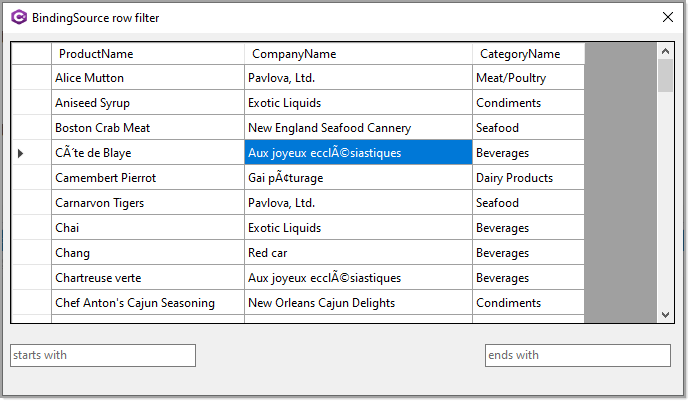 BindingSource row filter
ProductName CompanyName CategoryName
Alice Mutton Pavlova, Ltd. Meat/Poultry
Aniseed Syrup Exotic Liquids Condiments
Boston Crab Meat New England Seafood Cannery Seafood
CÃ´te de Blaye Aux joyeux ecclÃ©siastiques Beverages
Camembert Pierrot Gai pÃ¢turage Dairy Products
Carnarvon Tigers Pavlova, Ltd. Seafood
Chai Exotic Liquids Beverages
Chang Red car Beverages
Chartreuse verte Aux joyeux ecclÃ©siastiques Beverages
Chef Anton's Cajun Seasoning New Orleans Cajun Delights Condiments
starts with ends with